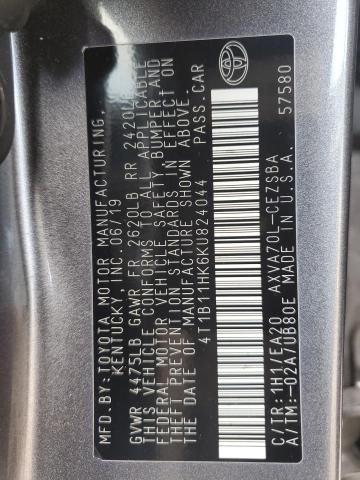 MFD.BY:TOYOTA MOTOR MANUFACTURING,
KENTUCKY, INC. 06/19
GVWR 4475LB GAWR FR 2620LB RR 2420LB
THIS VEHICLE CONFORMS TO ALL APPLICABLE
FEDERAL MOTOR VEHICLE SAFETY, BUMPER, AND
THEFT PREVENTION STANDARDS IN EFFECT ON
THE DATE OF MANUFACTURE SHOWN ABOVE.
4T1B11HK6KU824044 PASS.CAR
C/TR:1H1/EA20 AXVA70L-CEZSBA
A/TM:-02A/UB80E MADE IN U.S.A.
57580